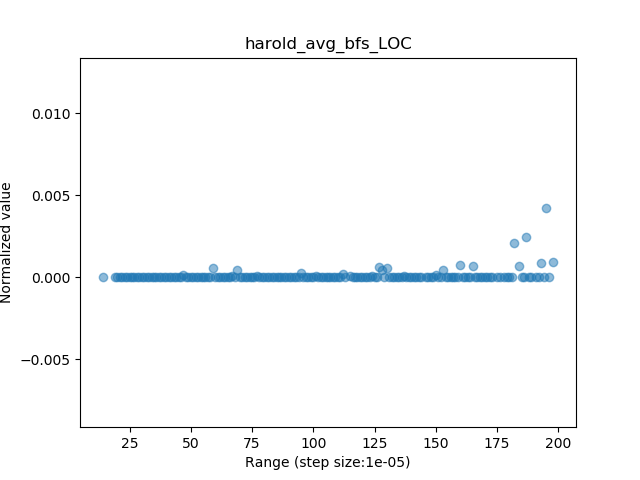 harold_avg_bfs_LOC
Normalized value
0.010
0.005
0.000
−0.005
25 50 75 100 125 150 175 200
Range (step size:1e-05)